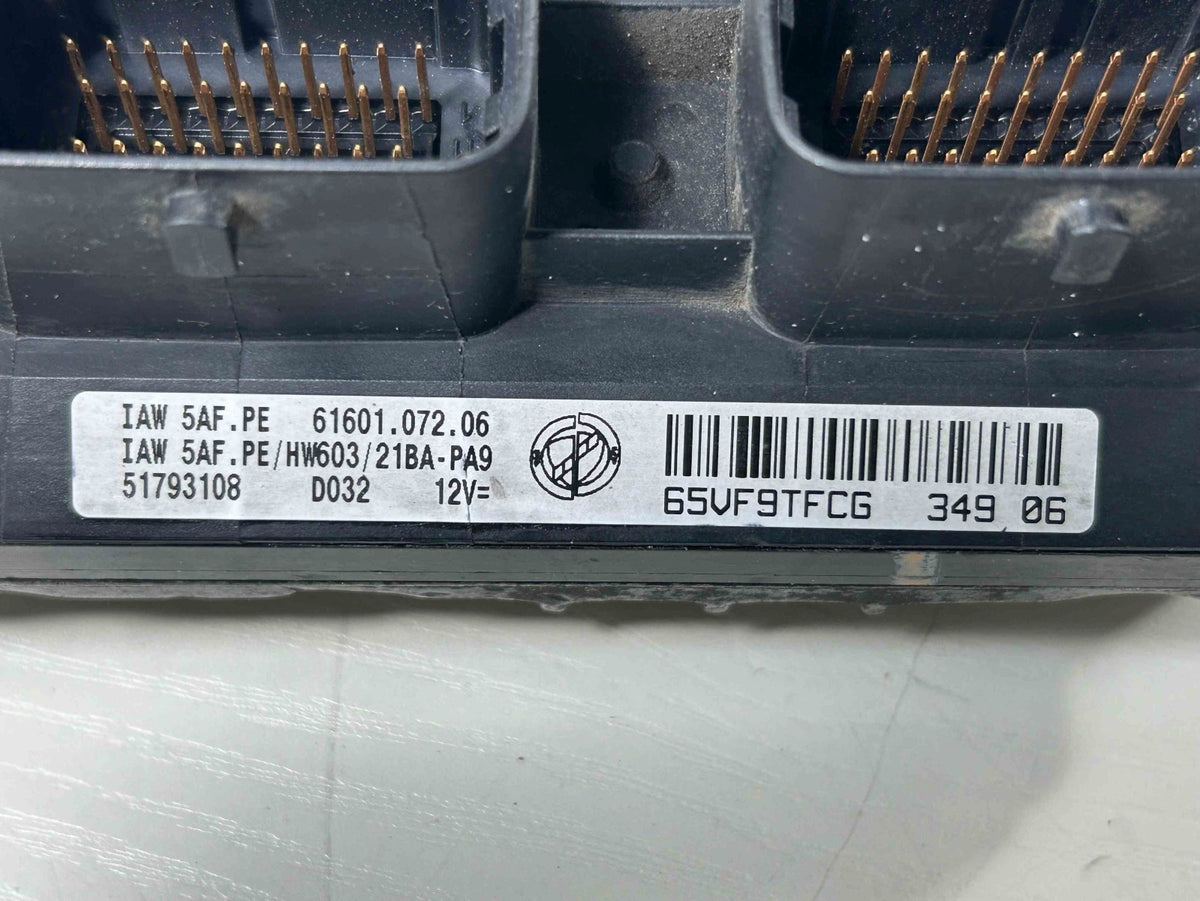 IAW 5AF.PE 61601.072.06
IAW 5AF.PE/HW603/21BA-PA9
51793108 D032 12V=
65VF9TFCG 349 06